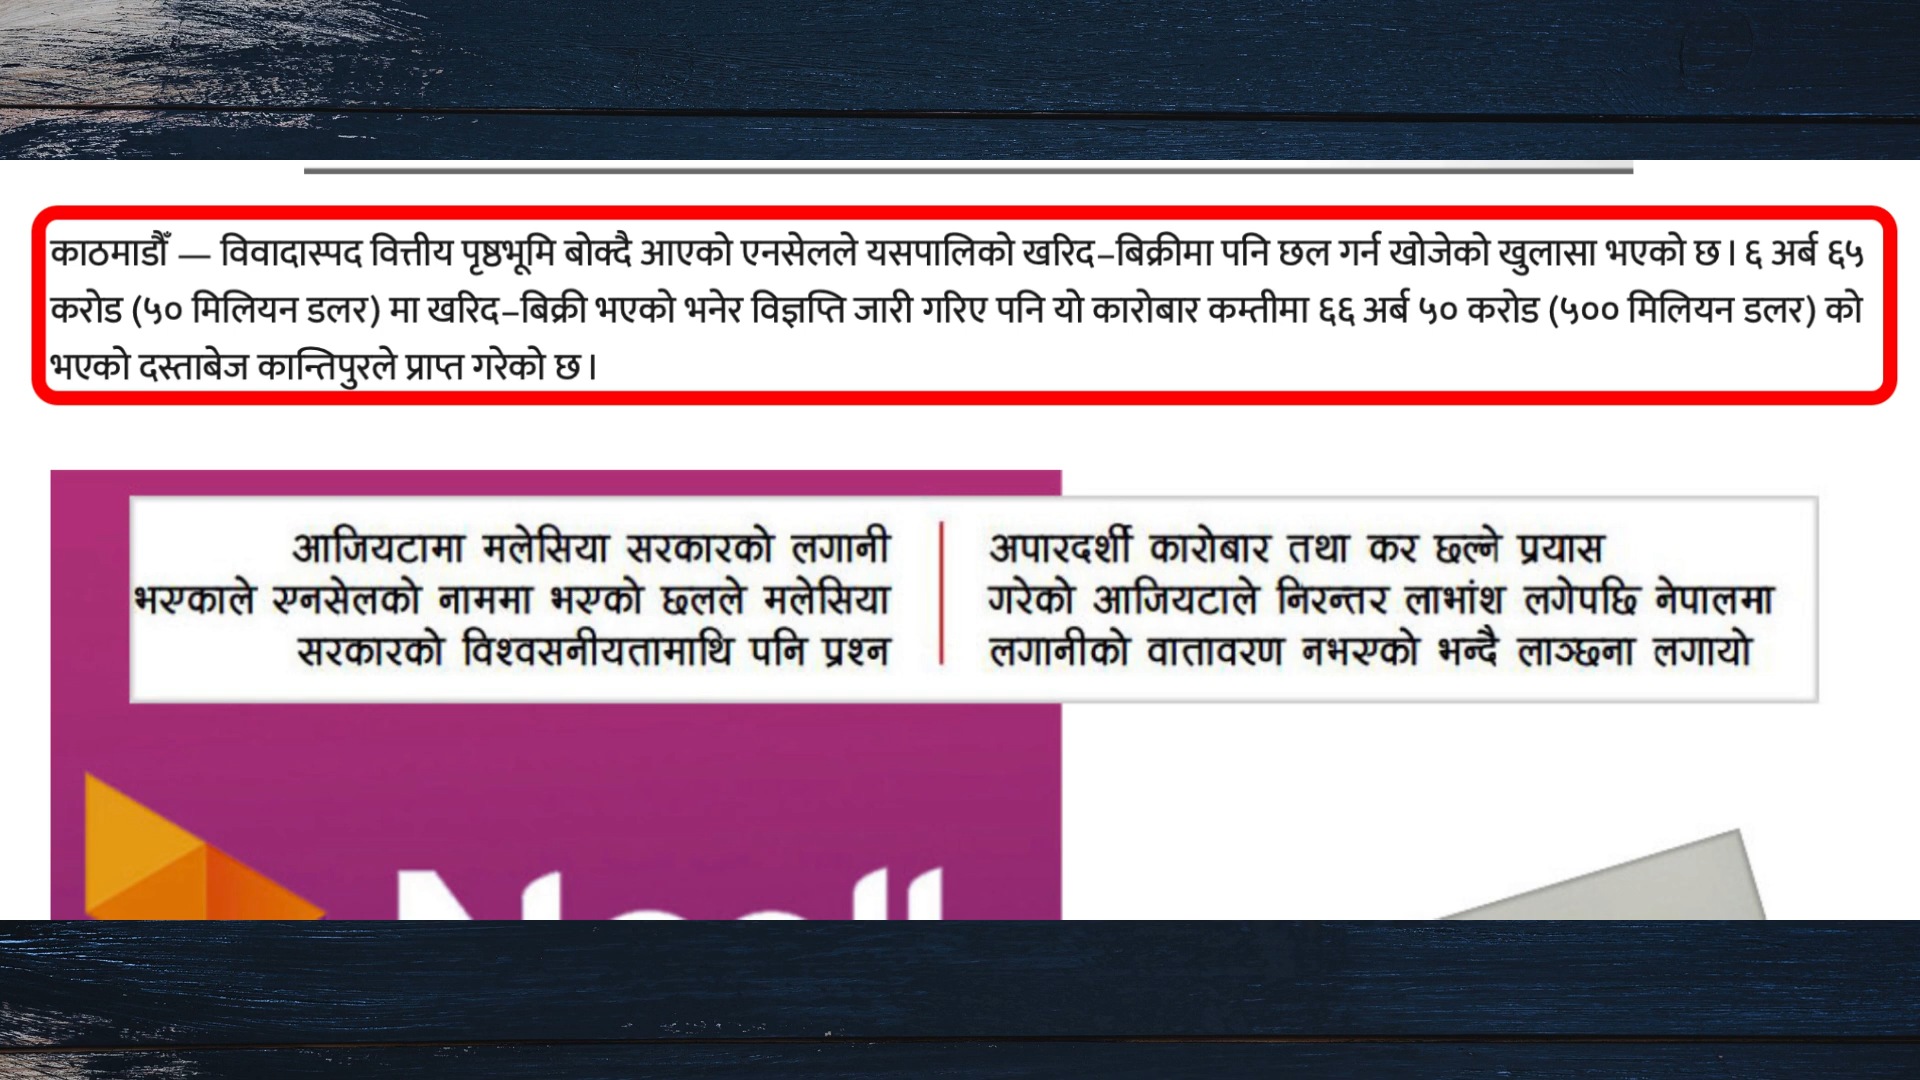 काठमाडौँ — विवादास्पद वित्तीय पृष्ठभूमि बोक्दै आएको एनसेलले यसपालिको खरिद–बिक्रीमा पनि छल गर्न खोजेको खुलासा भएको छ । ६ अर्ब ६५
करोड (५० मिलियन डलर) मा खरिद–बिक्री भएको भनेर विज्ञप्ति जारी गरिए पनि यो कारोबार कम्तीमा ६६ अर्ब ५० करोड (५०० मिलियन डलर) को
भएको दस्ताबेज कान्तिपुरले प्राप्त गरेको छ ।
आजियटामा मलेसिया सरकारको लगानी
भएकाले एनसेलको नाममा भएको छलले मलेसिया
सरकारको विश्वसनीयतामाथि पनि प्रश्न
अपारदर्शी कारोबार तथा कर छल्ने प्रयास
गरेको आजियटाले निरन्तर लाभांश लगेपछि नेपालमा
लगानीको वातावरण नभएको भन्दै लाञ्छना लगायो
Ncell